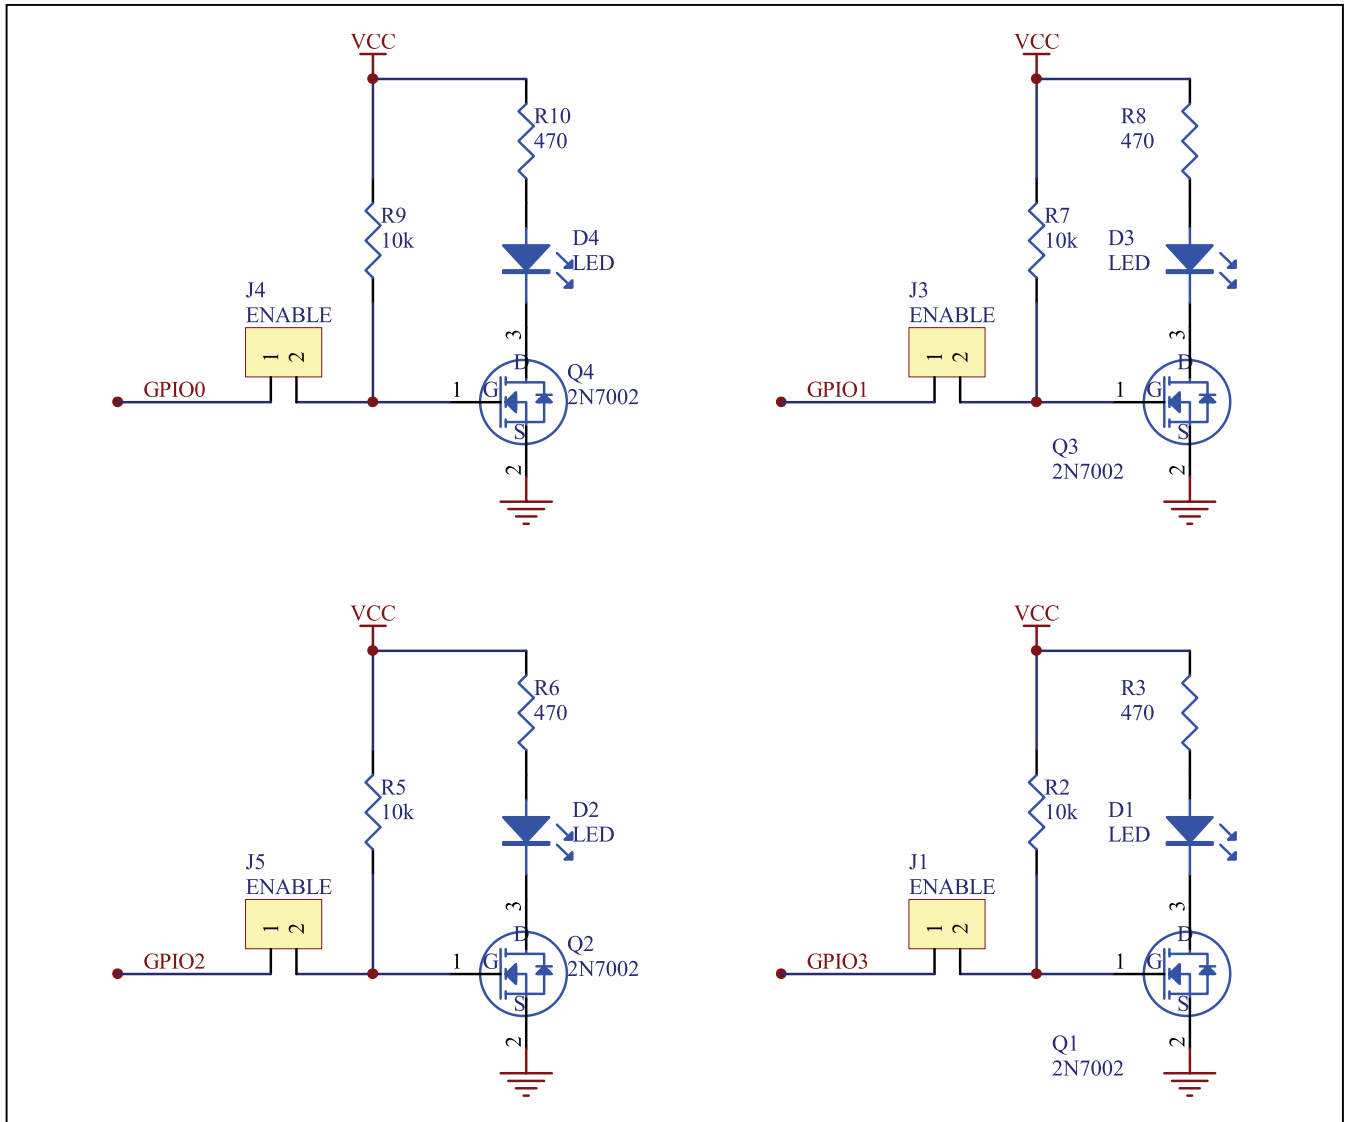 VCC
R10
470
R9
10k
D4
LED
J4
ENABLE
1
2
GPIO0
1
3
D
G
S
2
Q4
2N7002
VCC
R8
470
R7
10k
D3
LED
J3
ENABLE
1
2
GPIO1
1
3
D
G
S
2
Q3
2N7002
VCC
R6
470
R5
10k
D2
LED
J5
ENABLE
1
2
GPIO2
1
3
D
G
S
2
Q2
2N7002
VCC
R3
470
R2
10k
D1
LED
J1
ENABLE
1
2
GPIO3
1
3
D
G
S
2
Q1
2N7002